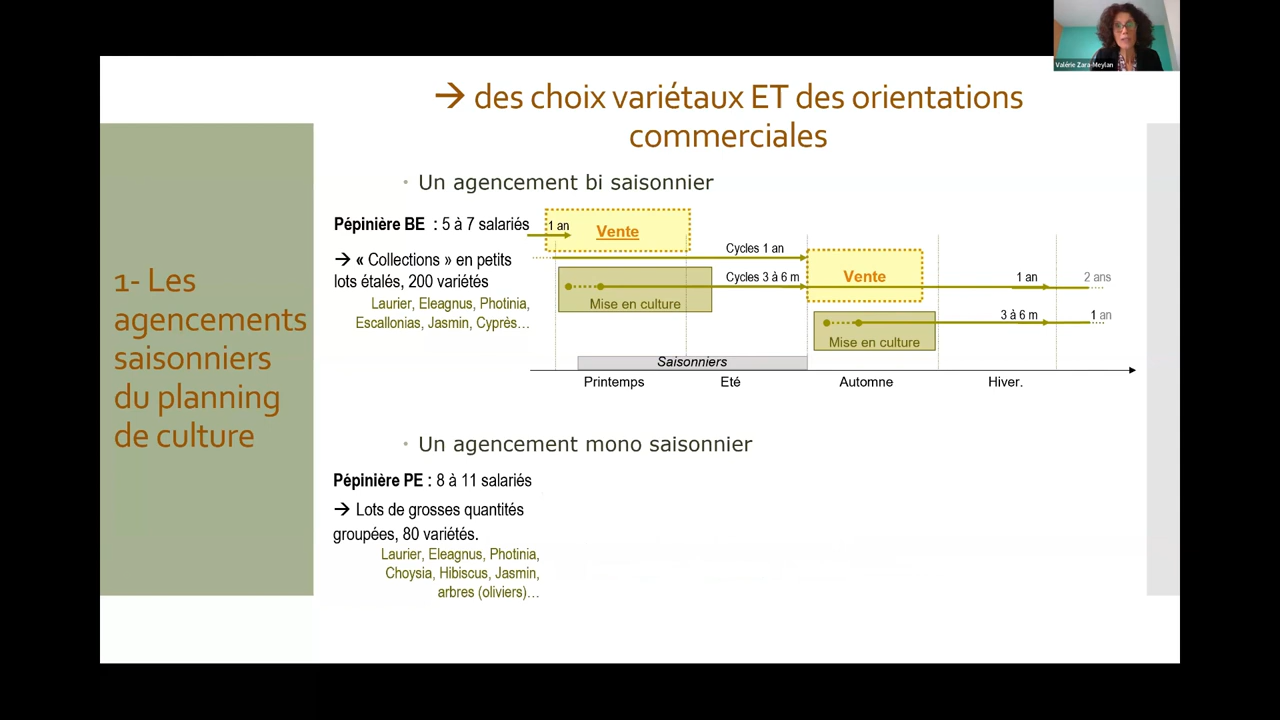 Valérie Zara-Meylan
→ des choix variétaux ET des orientations
commerciales
1- Les
agencements
saisonniers
du planning
de culture
• Un agencement bi saisonnier
Pépinière BE : 5 à 7 salariés
→ « Collections » en petits
lots étalés, 200 variétés
Laurier, Eleagnus, Photinia,
Escallonias, Jasmin, Cyprès…
1 an
Vente
Cycles 1 an
Cycles 3 à 6 m
Vente
1 an
2 ans
Mise en culture
3 à 6 m
1 an
Mise en culture
Saisonniers
Printemps
Eté
Automne
Hiver.
• Un agencement mono saisonnier
Pépinière PE : 8 à 11 salariés
→ Lots de grosses quantités
groupées, 80 variétés.
Laurier, Eleagnus, Photinia,
Choysia, Hibiscus, Jasmin,
arbres (oliviers)…